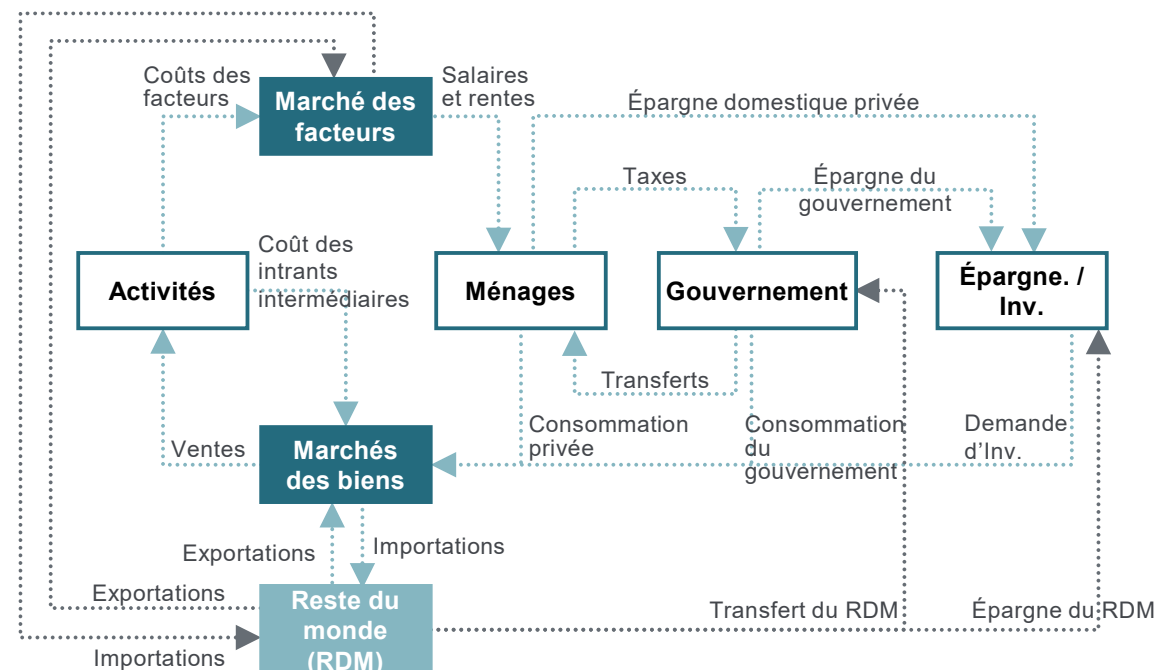 Coûts des
facteurs
Marché des
facteurs
Salaires
et rentes
Épargne domestique privée
Taxes
Épargne du
gouvernement
Coût des
intrants
intermédiaires
Activités
Ménages
Gouvernement
Épargne. /
Inv.
Transferts
Ventes
Marchés
des biens
Consommation
privée
Consommation
du
gouvernement
Demande
d'Inv.
Exportations
Importations
Exportations
Reste du
monde
(RDM)
Transfert du RDM
Épargne du RDM
Importations